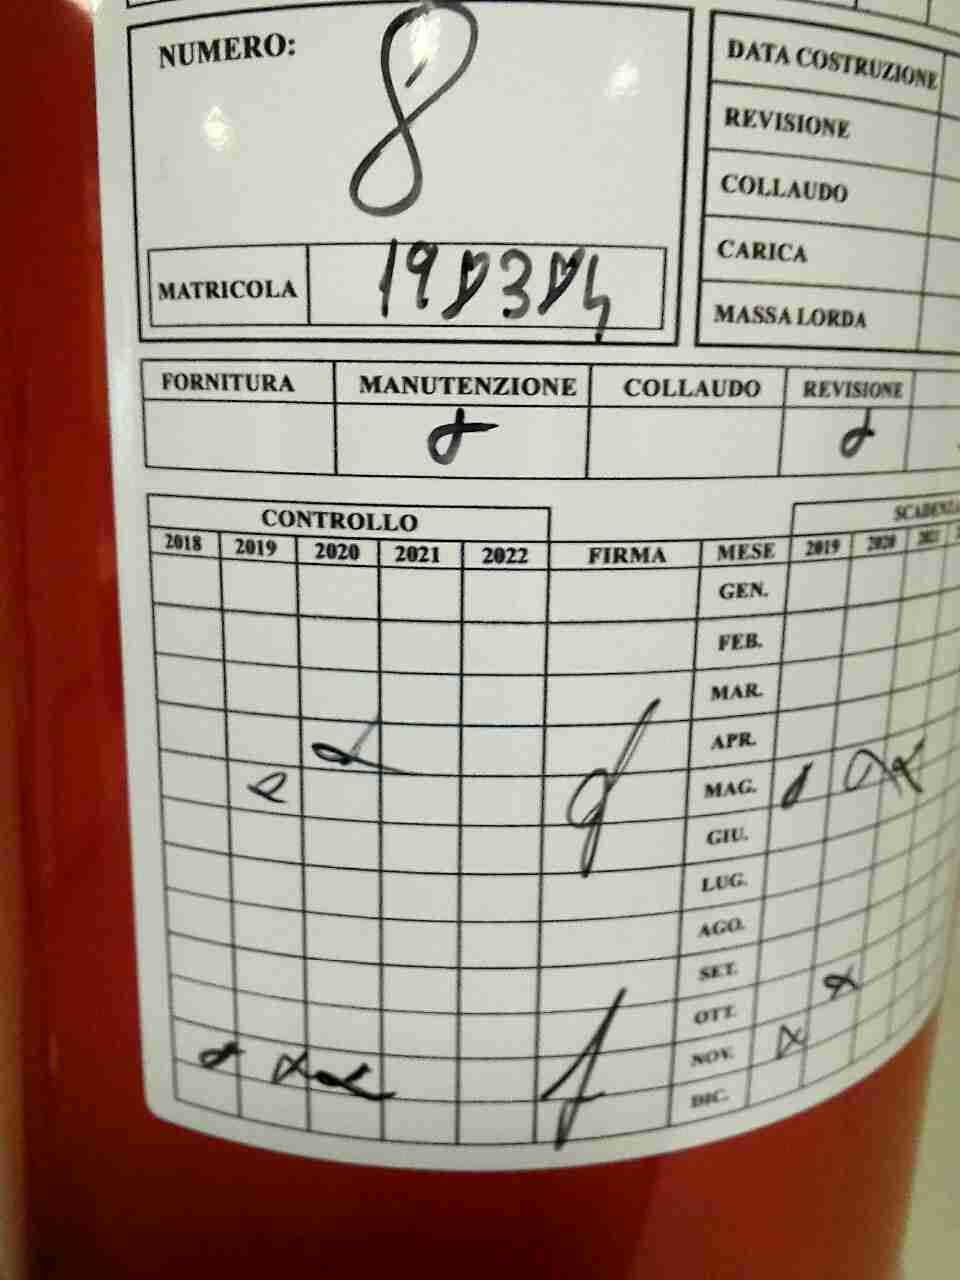 NUMERO: 8
MATRICOLA 190304
DATA COSTRUZIONE
REVISIONE
COLLAUDO
CARICA
MASSA LORDA
FORNITURA MANUTENZIONE COLLAUDO REVISIONE
CONTROLLO
2018 2019 2020 2021 2022 FIRMA MESE 2019 2020
GEN.
FEB.
MAR.
APR.
MAG.
GIU.
LUG.
AGO.
SET.
OTT.
NOV.
DIC.